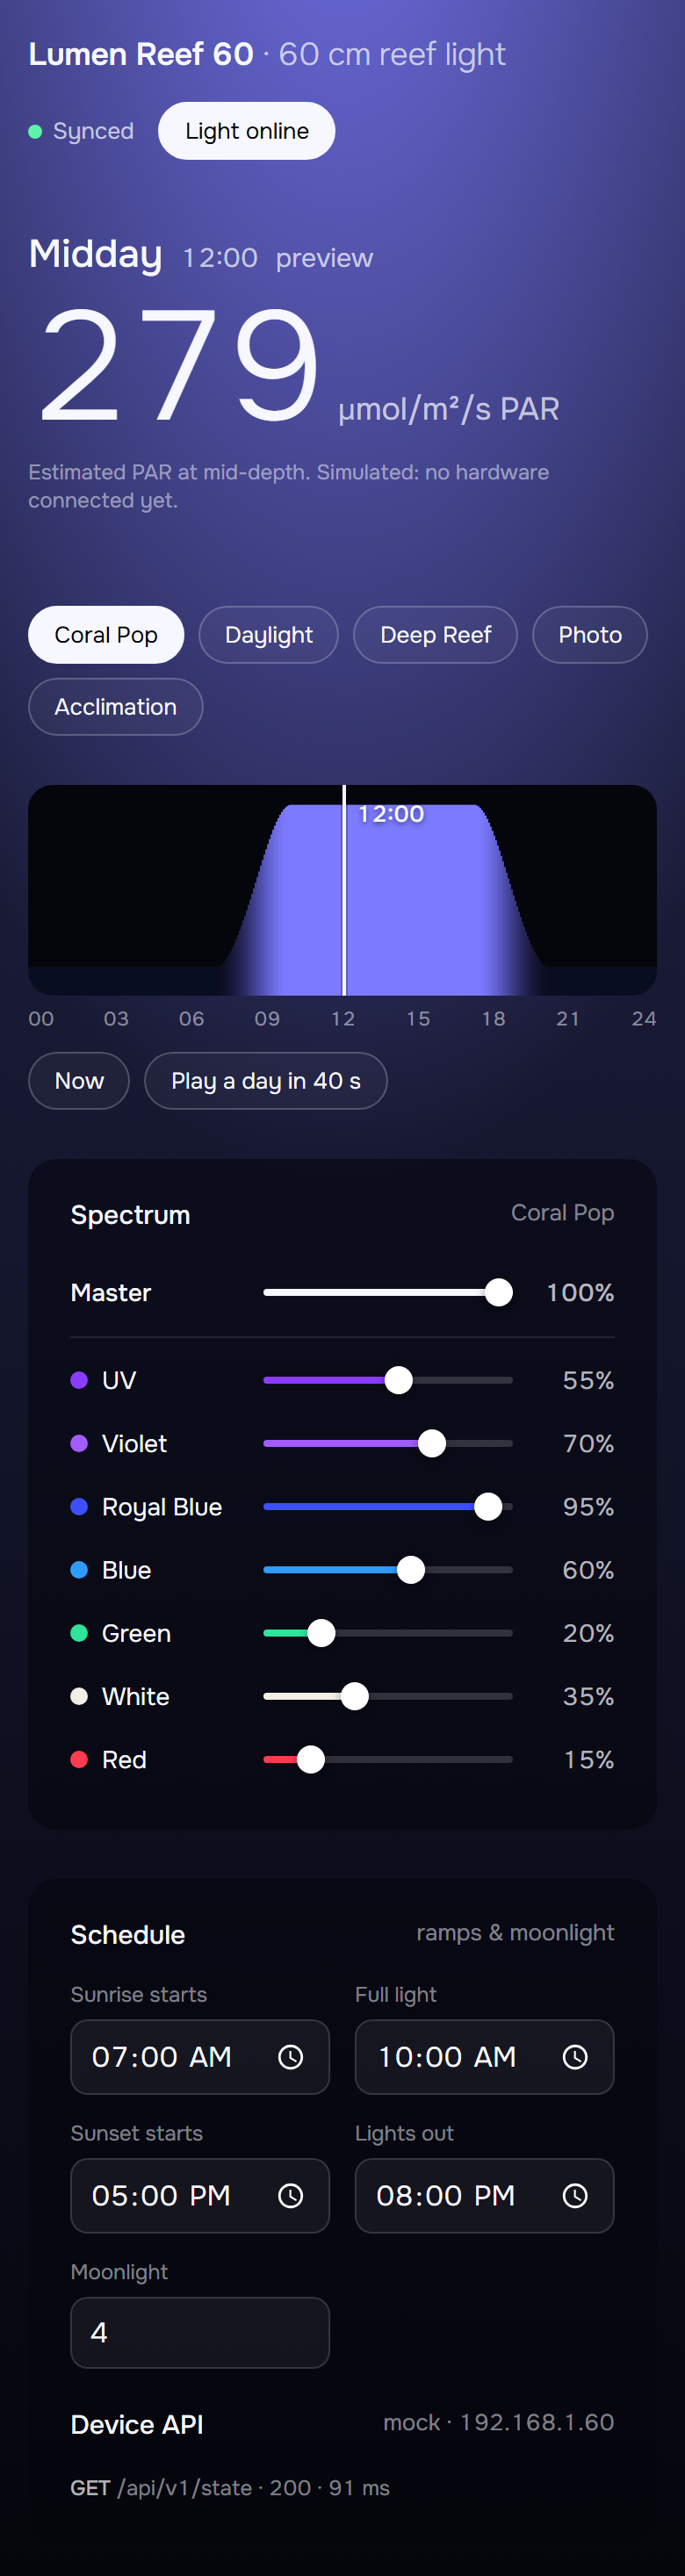 Lumen Reef 60 · 60 cm reef light
Synced Light online
Midday 12:00 preview
279 µmol/m²/s PAR
Estimated PAR at mid-depth. Simulated: no hardware
connected yet.
Coral Pop Daylight Deep Reef Photo
Acclimation
12:00
00 03 06 09 12 15 18 21 24
Now Play a day in 40 s
Spectrum Coral Pop
Master 100%
UV 55%
Violet 70%
Royal Blue 95%
Blue 60%
Green 20%
White 35%
Red 15%
Schedule ramps & moonlight
Sunrise starts Full light
07:00 AM 10:00 AM
Sunset starts Lights out
05:00 PM 08:00 PM
Moonlight
4
Device API mock · 192.168.1.60
GET /api/v1/state · 200 · 91 ms